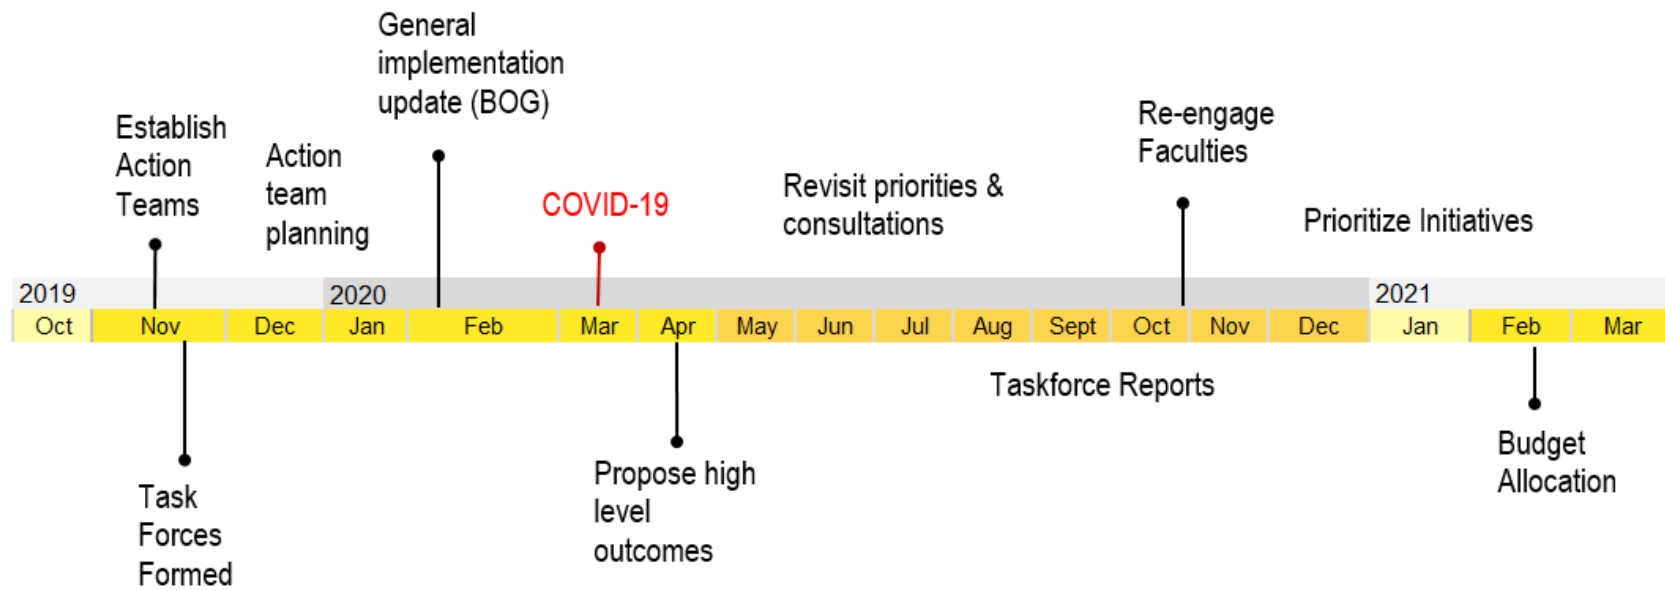 General
implementation
update (BOG)
Establish
Action
Teams
Action
team
planning
COVID-19
Revisit priorities &
consultations
Re-engage
Faculties
Prioritize Initiatives
2019 2020 2021
Oct Nov Dec Jan Feb Mar Apr May Jun Jul Aug Sept Oct Nov Dec Jan Feb Mar
Taskforce Reports
Task
Forces
Formed
Propose high
level
outcomes
Budget
Allocation